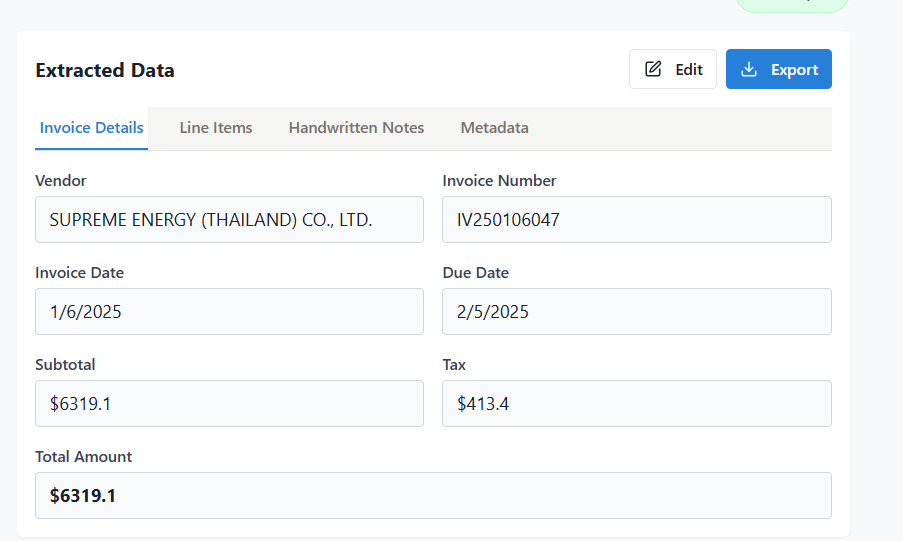 Extracted Data
Edit
Export
Invoice Details
Line Items
Handwritten Notes
Metadata
Vendor
Invoice Number
SUPREME ENERGY (THAILAND) CO., LTD.
IV250106047
Invoice Date
Due Date
1/6/2025
2/5/2025
Subtotal
Tax
$6319.1
$413.4
Total Amount
$6319.1